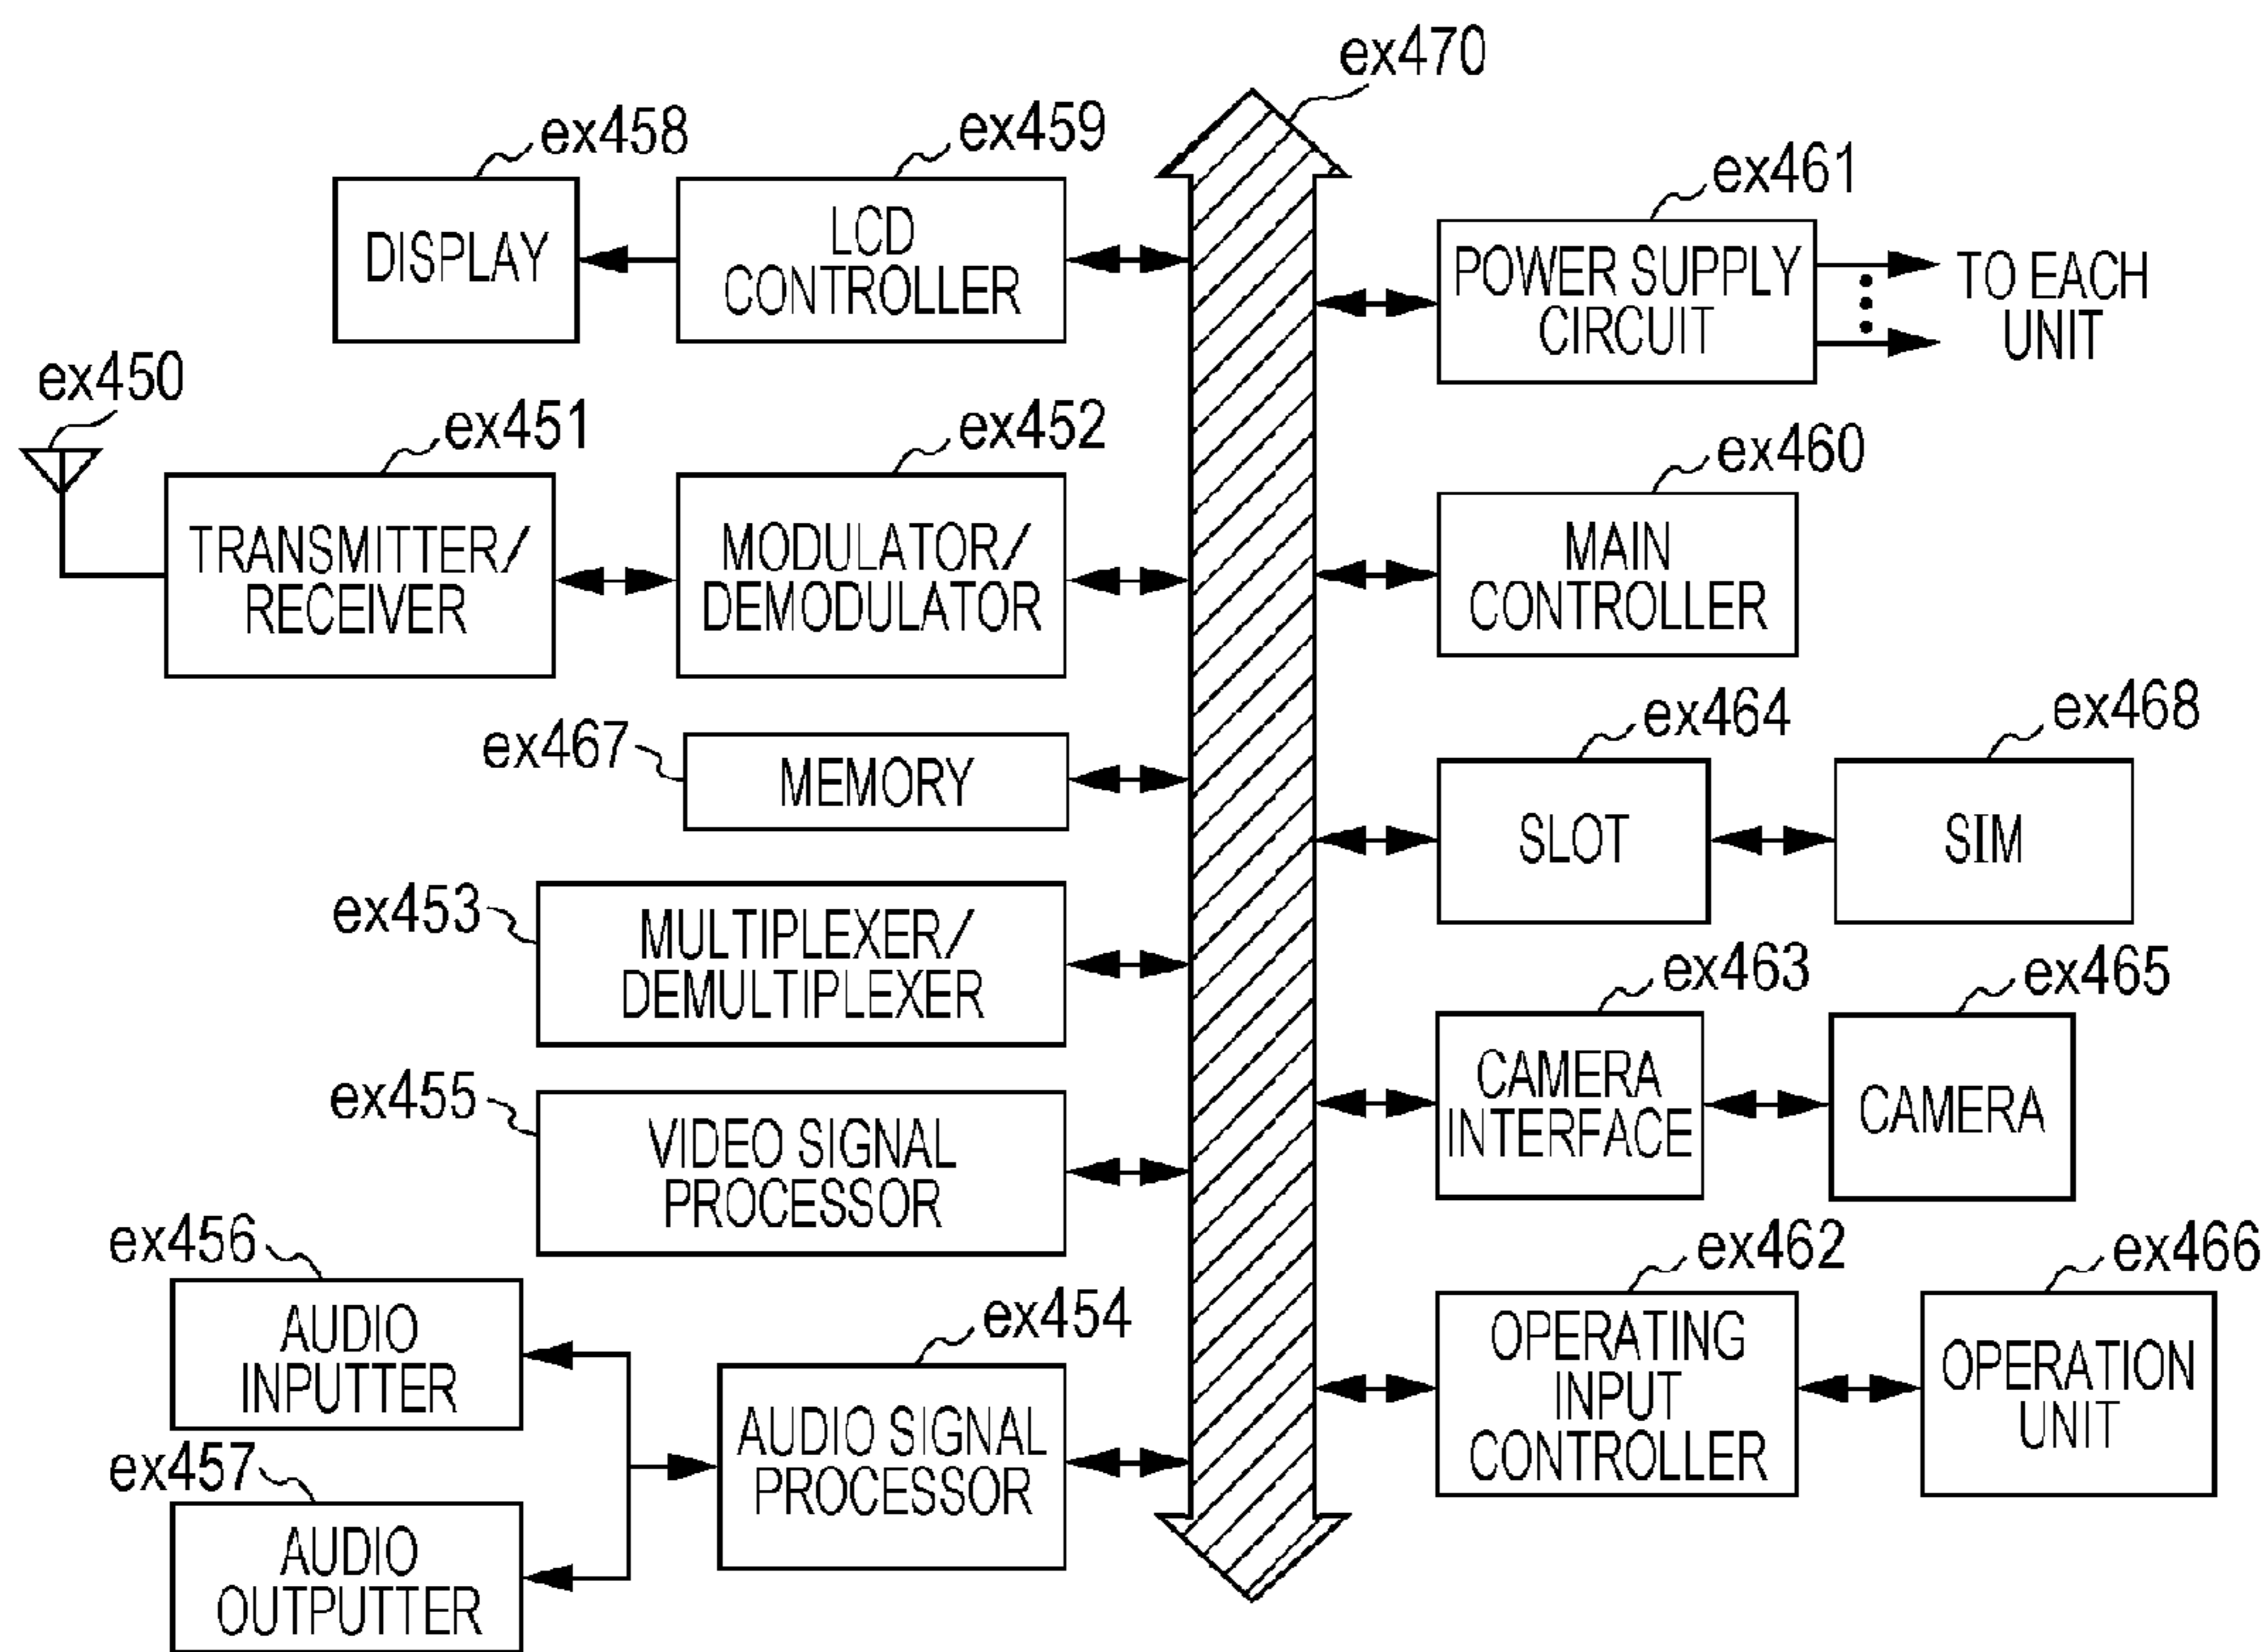 ex470
ex458
ex459
ex461
DISPLAY
LCD
CONTROLLER
POWER SUPPLY
CIRCUIT
TO EACH
UNIT
ex450
ex451
ex452
ex460
TRANSMITTER/
RECEIVER
MODULATOR/
DEMODULATOR
MAIN
CONTROLLER
ex467
MEMORY
ex464
ex468
SLOT
SIM
ex453
MULTIPLEXER/
DEMULTIPLEXER
ex463
ex465
CAMERA
INTERFACE
CAMERA
ex455
VIDEO SIGNAL
PROCESSOR
ex456
AUDIO
INPUTTER
ex454
ex462
ex466
OPERATING
INPUT
CONTROLLER
OPERATION
UNIT
ex457
AUDIO SIGNAL
PROCESSOR
AUDIO
OUTPUTTER